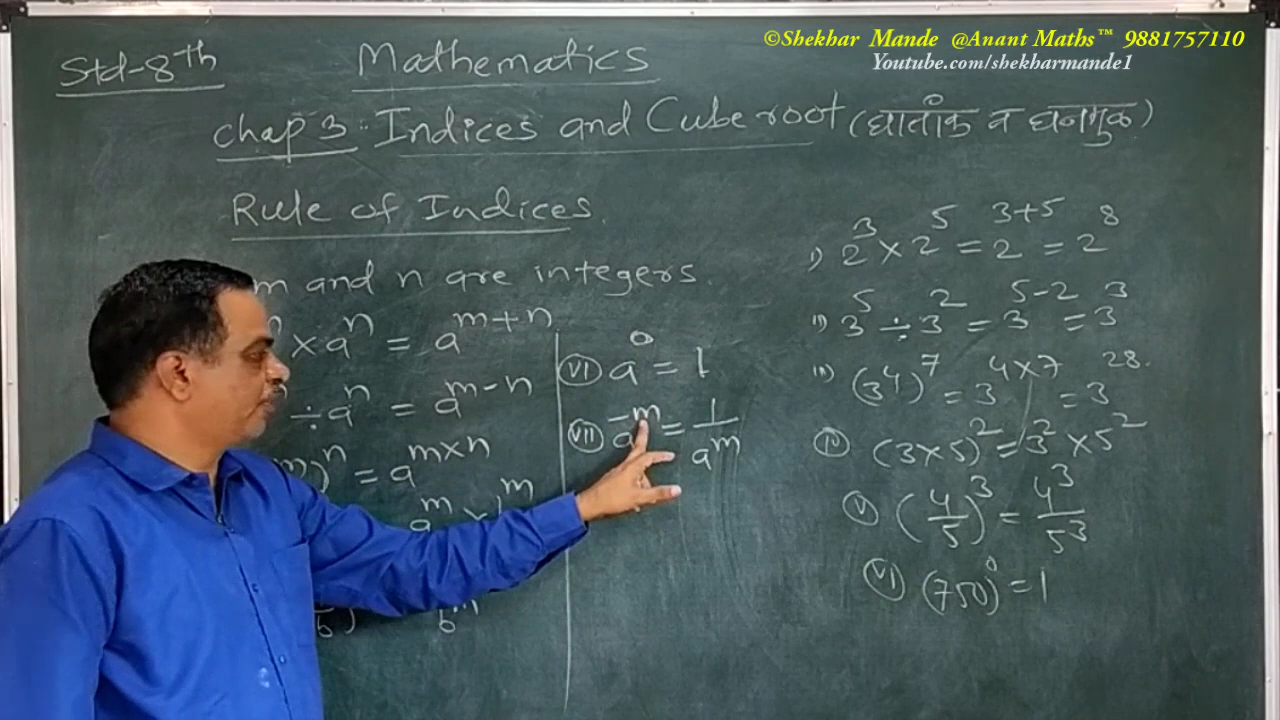 ©Shekhar Mande @Anant Maths™ 9881757110
Youtube.com/shekharmande1
Std-8th
Mathematics
Chap 3 : Indices and Cube root (घातांक व घनमुळ)
Rule of Indices.
m and n are integers.
ⁿ × aⁿ = aᵐ⁺ⁿ
÷ aⁿ = aᵐ⁻ⁿ
ᵐ)ⁿ = aᵐˣⁿ
aᵐ × ᵐ
b) bᵐ
(VI) a⁰ = 1
(VII) a⁻ᵐ = 1/aᵐ
i) 2³ × 2⁵ = 2³⁺⁵ = 2⁸
ii) 3⁵ ÷ 3² = 3⁵⁻² = 3³
iii) (3⁴)⁷ = 3⁴ˣ⁷ = 3²⁸.
(IV) (3×5)² = 3² × 5²
(V) (4/5)³ = 4³/5³
(VI) (750)⁰ = 1